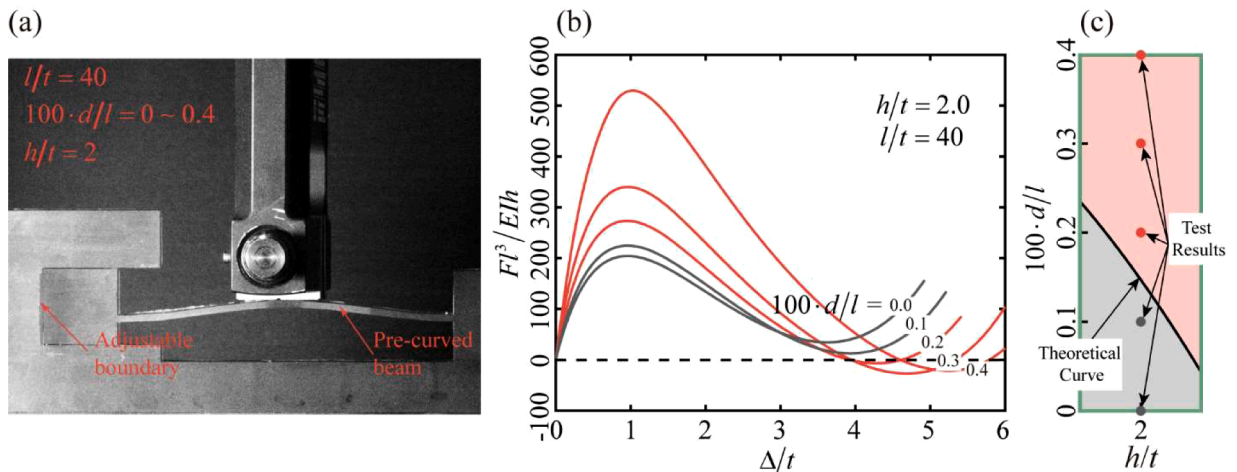 (a)
l/t = 40
100·d/l = 0 ~ 0.4
h/t = 2
Adjustable
boundary
Pre-curved
beam
(b)
600
500
400
300
200
100
0
-100
Fl³/EIh
h/t = 2.0
l/t = 40
100·d/l = 0.0
0.1
0.2
0.3
0.4
-0 1 2 3 4 5 6
Δ/t
(c)
0.4
0.3
0.2
0.1
0
100·d/l
Test
Results
Theoretical
Curve
2
h/t